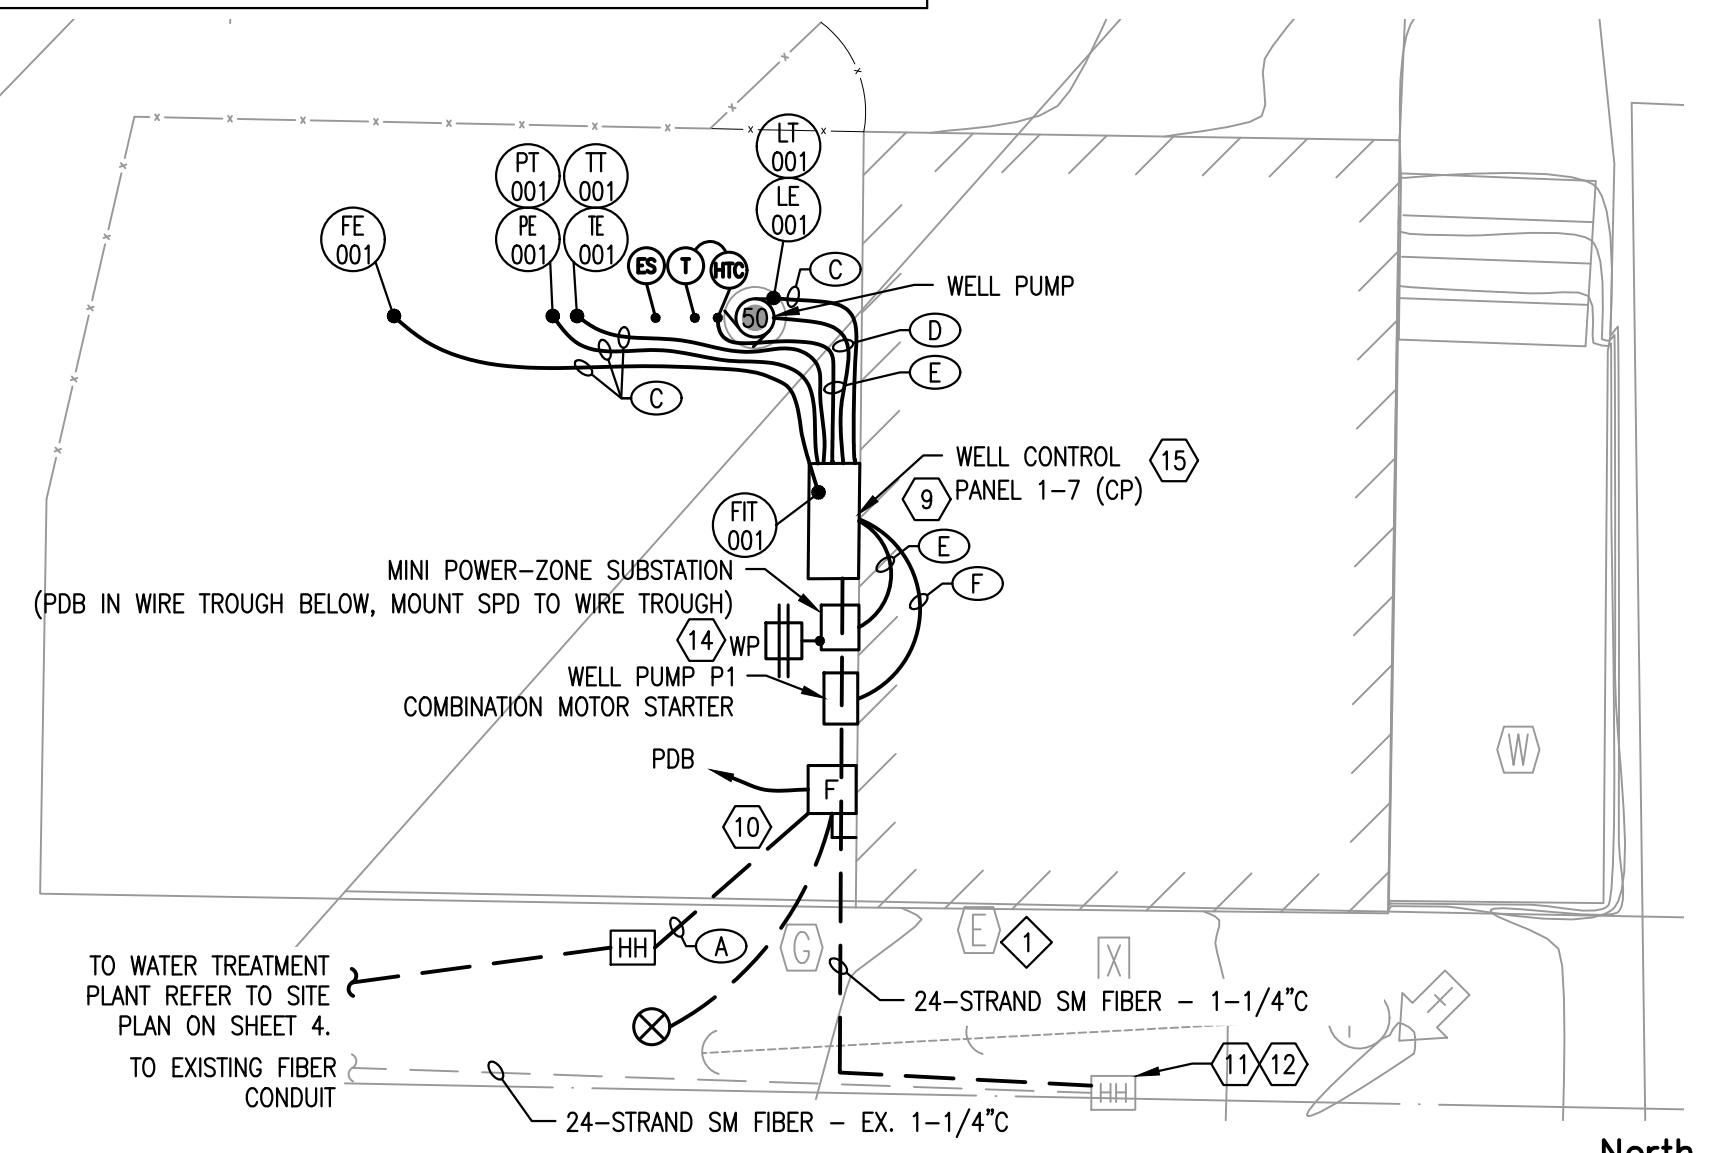 LT
001
PT
001
TT
001
LE
001
FE
001
PE
001
TE
001
ES
T
HTC
C
WELL PUMP
50
D
E
C
WELL CONTROL
PANEL 1-7 (CP)
15
9
FIT
001
E
MINI POWER-ZONE SUBSTATION
(PDB IN WIRE TROUGH BELOW, MOUNT SPD TO WIRE TROUGH)
F
14
WP
WELL PUMP P1
COMBINATION MOTOR STARTER
W
PDB
F
10
HH
A
G
E
1
X
TO WATER TREATMENT
PLANT REFER TO SITE
PLAN ON SHEET 4.
24-STRAND SM FIBER - 1-1/4"C
H
TO EXISTING FIBER
CONDUIT
11
12
HH
24-STRAND SM FIBER - EX. 1-1/4"C
North